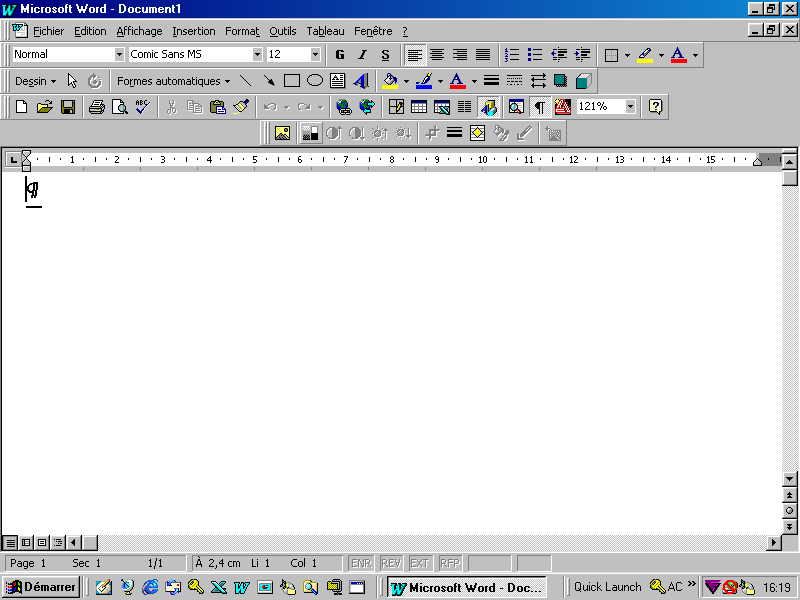 Microsoft Word - Document1
Fichier Edition Affichage Insertion Format Outils Tableau Fenêtre ?
Normal Comic Sans MS 12 G I S
Dessin Formes automatiques
ABC ¶ 121%
L 1 2 3 4 5 6 7 8 9 10 11 12 13 14 15
¶
Page 1 Sec 1 1/1 À 2,4 cm Li 1 Col 1 ENR REV EXT RFP
Démarrer Microsoft Word - Doc... Quick Launch AC » 16:19